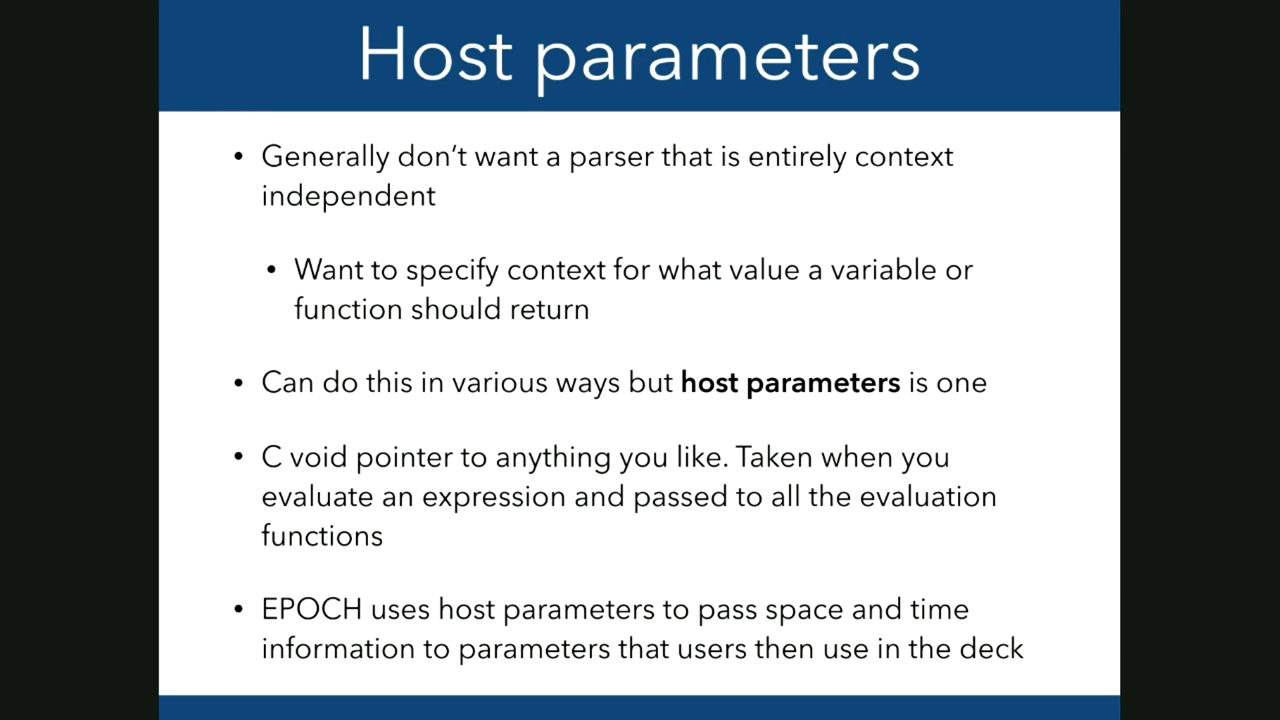 Host parameters
• Generally don’t want a parser that is entirely context
independent
• Want to specify context for what value a variable or
function should return
• Can do this in various ways but host parameters is one
• C void pointer to anything you like. Taken when you
evaluate an expression and passed to all the evaluation
functions
• EPOCH uses host parameters to pass space and time
information to parameters that users then use in the deck